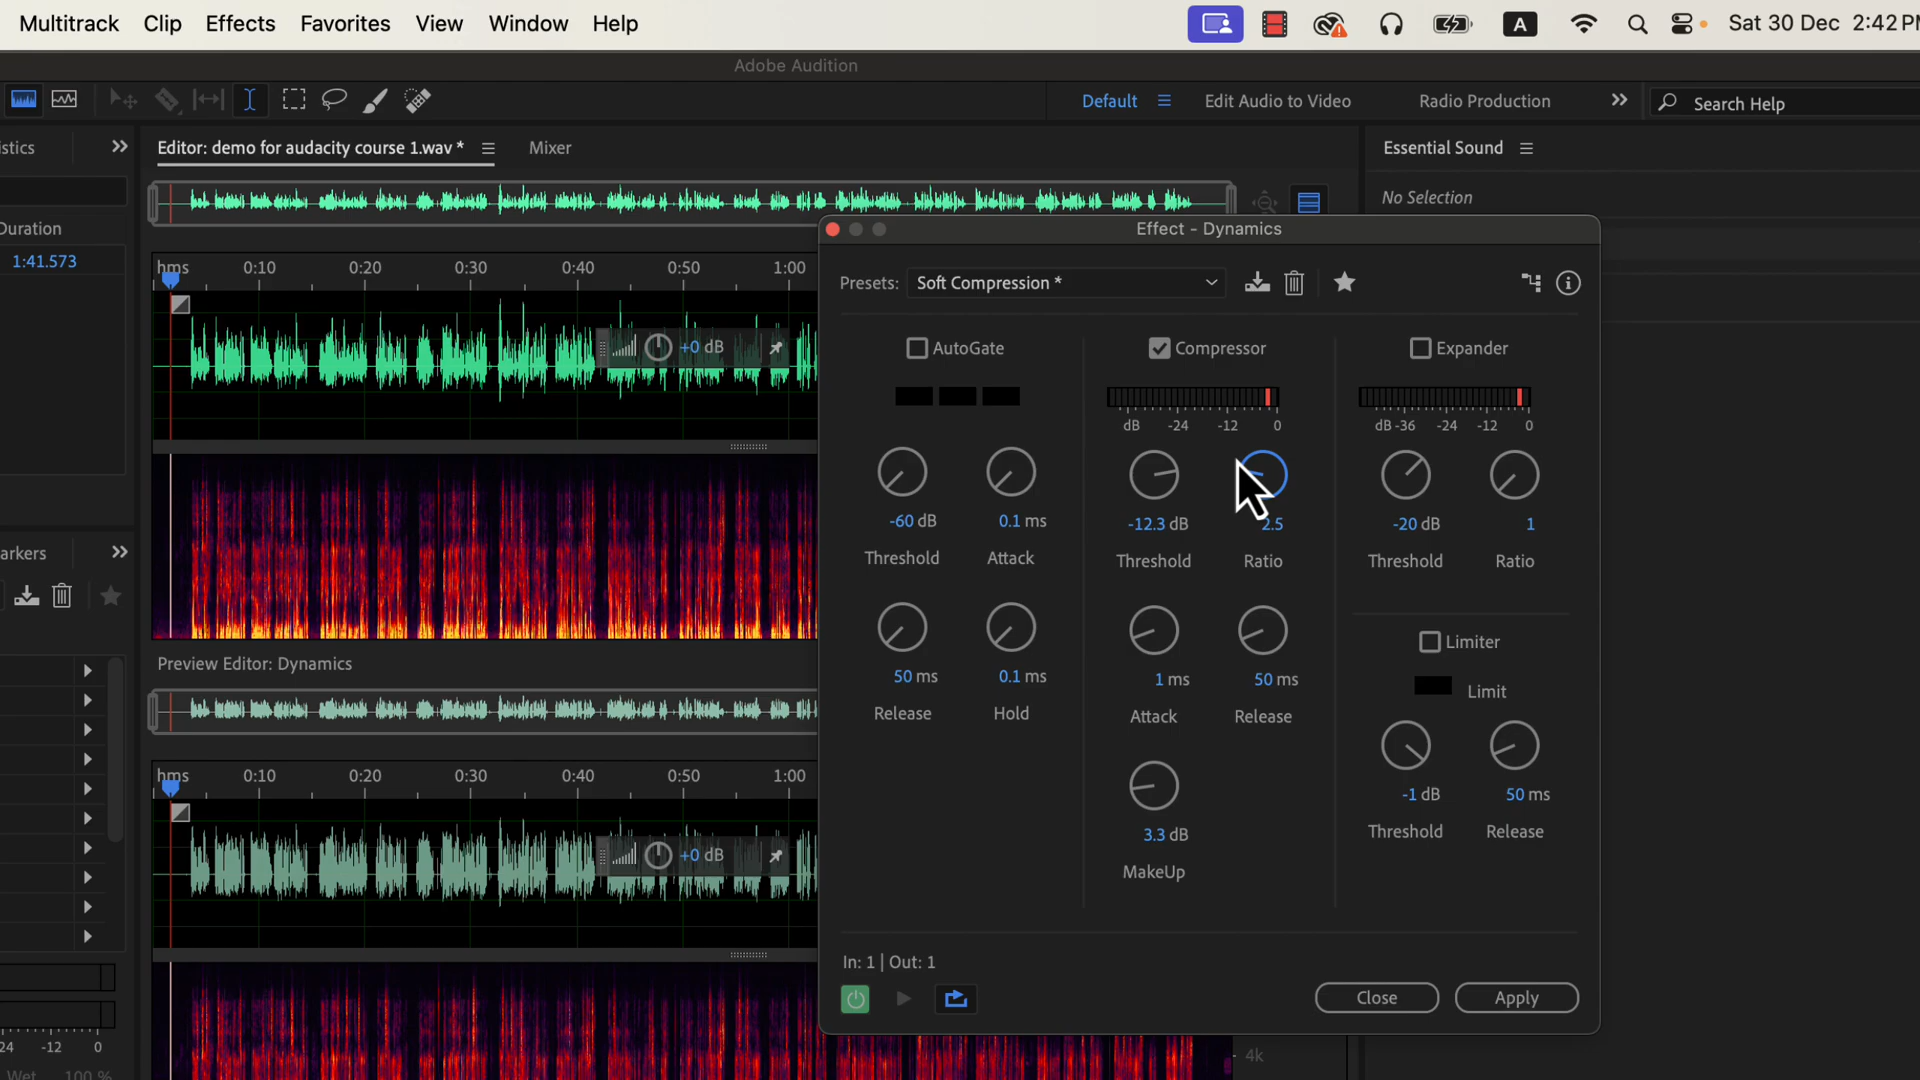 Multitrack Clip Effects Favorites View Window Help A Sat 30 Dec 2:42 PM
Adobe Audition
Default Edit Audio to Video Radio Production Search Help
istics Editor: demo for audacity course 1.wav * Mixer Essential Sound
No Selection
Duration
1:41.573
hms 0:10 0:20 0:30 0:40 0:50 1:00
+0 dB
arkers
Preview Editor: Dynamics
hms 0:10 0:20 0:30 0:40 0:50 1:00
+0 dB
24 -12 0
Wet 100 %
4k
Effect - Dynamics
Presets: Soft Compression *
AutoGate Compressor Expander
dB -24 -12 0 dB -36 -24 -12 0
-60 dB 0.1 ms -12.3 dB 2.5 -20 dB 1
Threshold Attack Threshold Ratio Threshold Ratio
Limiter
50 ms 0.1 ms 1 ms 50 ms Limit
Release Hold Attack Release
-1 dB 50 ms
3.3 dB Threshold Release
MakeUp
In: 1 | Out: 1
Close Apply